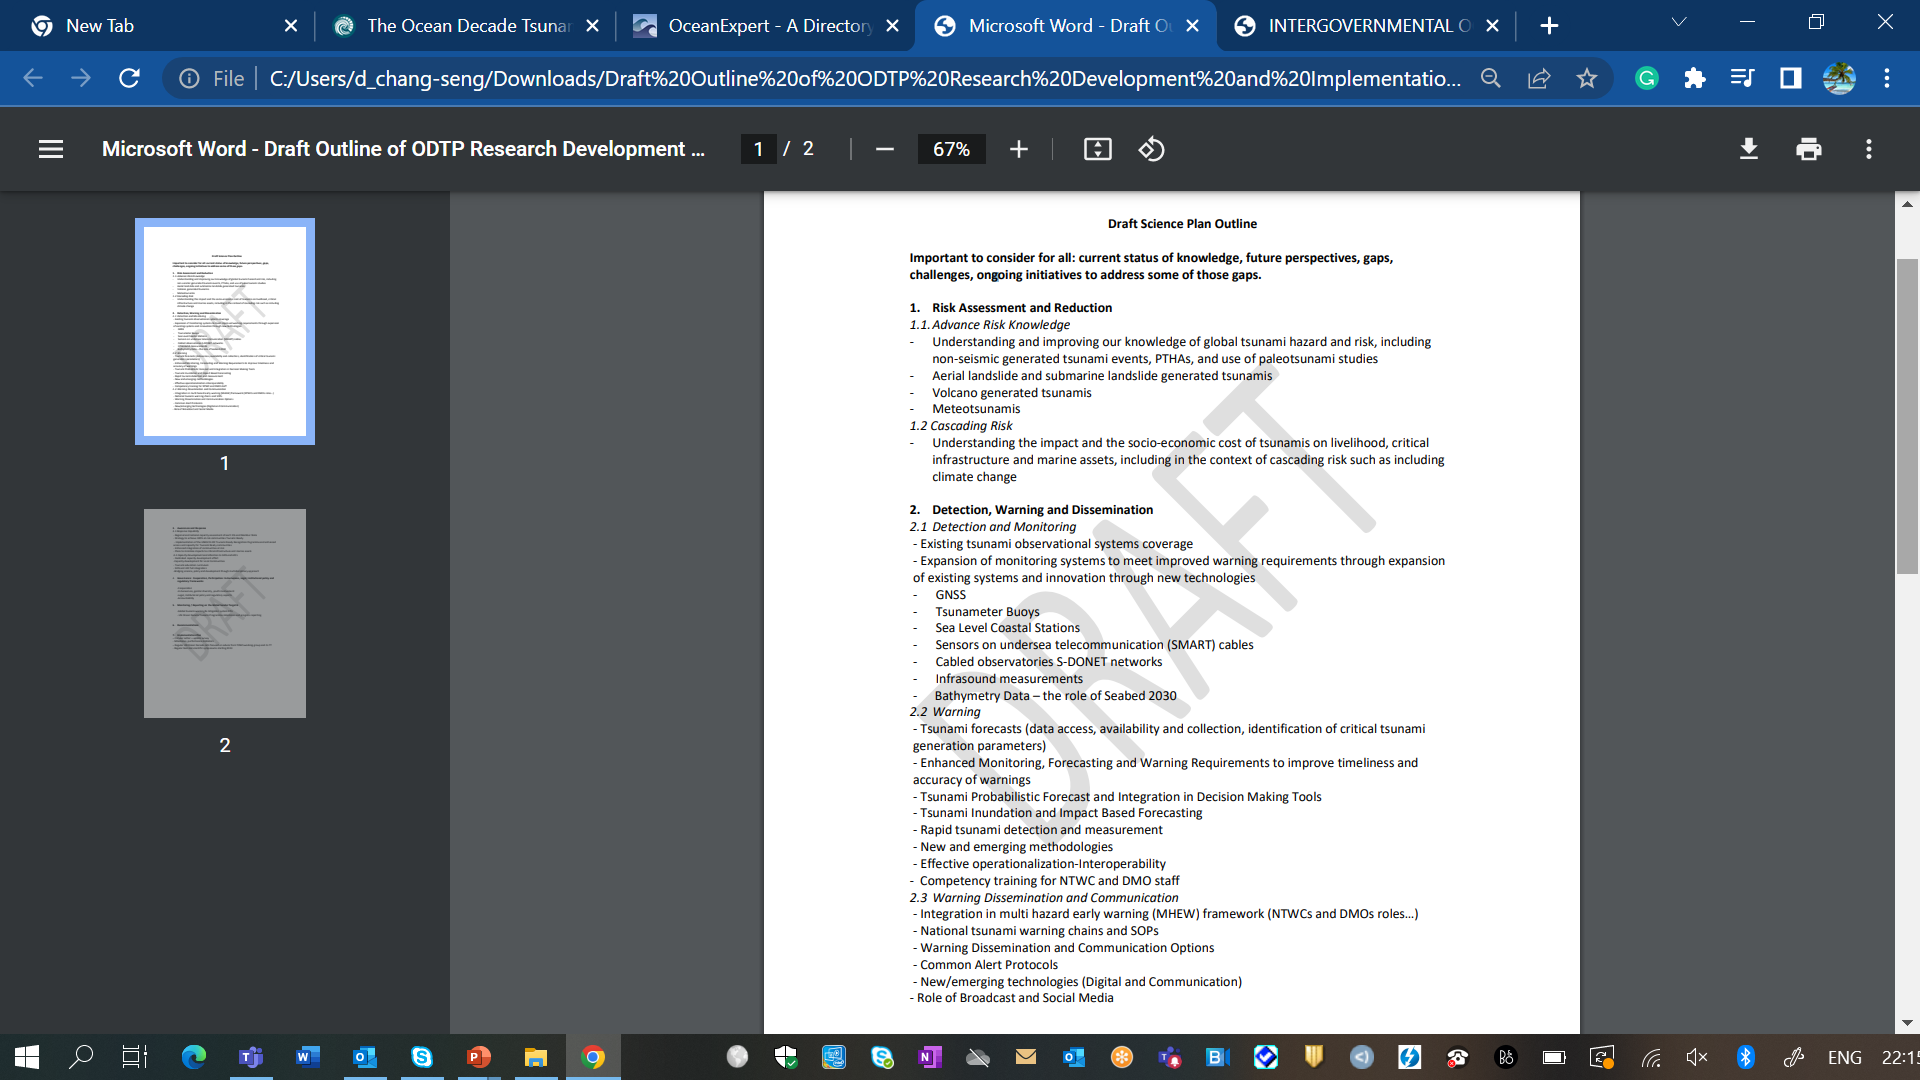 New Tab
The Ocean Decade Tsunar
OceanExpert - A Directory
Microsoft Word - Draft Ou
INTERGOVERNMENTAL O
File
C:/Users/d_chang-seng/Downloads/Draft%20Outline%20of%20ODTP%20Research%20Development%20and%20Implementatio...
Microsoft Word - Draft Outline of ODTP Research Development ...
1 / 2
67%
1
2
Draft Science Plan Outline
Important to consider for all: current status of knowledge, future perspectives, gaps,
challenges, ongoing initiatives to address some of those gaps.
1. Risk Assessment and Reduction
1.1. Advance Risk Knowledge
- Understanding and improving our knowledge of global tsunami hazard and risk, including
non-seismic generated tsunami events, PTHAs, and use of paleotsunami studies
- Aerial landslide and submarine landslide generated tsunamis
- Volcano generated tsunamis
- Meteotsunamis
1.2 Cascading Risk
- Understanding the impact and the socio-economic cost of tsunamis on livelihood, critical
infrastructure and marine assets, including in the context of cascading risk such as including
climate change
2. Detection, Warning and Dissemination
2.1 Detection and Monitoring
- Existing tsunami observational systems coverage
- Expansion of monitoring systems to meet improved warning requirements through expansion
of existing systems and innovation through new technologies
- GNSS
- Tsunameter Buoys
- Sea Level Coastal Stations
- Sensors on undersea telecommunication (SMART) cables
- Cabled observatories S-DONET networks
- Infrasound measurements
- Bathymetry Data – the role of Seabed 2030
2.2 Warning
- Tsunami forecasts (data access, availability and collection, identification of critical tsunami
generation parameters)
- Enhanced Monitoring, Forecasting and Warning Requirements to improve timeliness and
accuracy of warnings
- Tsunami Probabilistic Forecast and Integration in Decision Making Tools
- Tsunami Inundation and Impact Based Forecasting
- Rapid tsunami detection and measurement
- New and emerging methodologies
- Effective operationalization-Interoperability
- Competency training for NTWC and DMO staff
2.3 Warning Dissemination and Communication
- Integration in multi hazard early warning (MHEW) framework (NTWCs and DMOs roles...)
- National tsunami warning chains and SOPs
- Warning Dissemination and Communication Options
- Common Alert Protocols
- New/emerging technologies (Digital and Communication)
- Role of Broadcast and Social Media
DRAFT
ENG
22:15